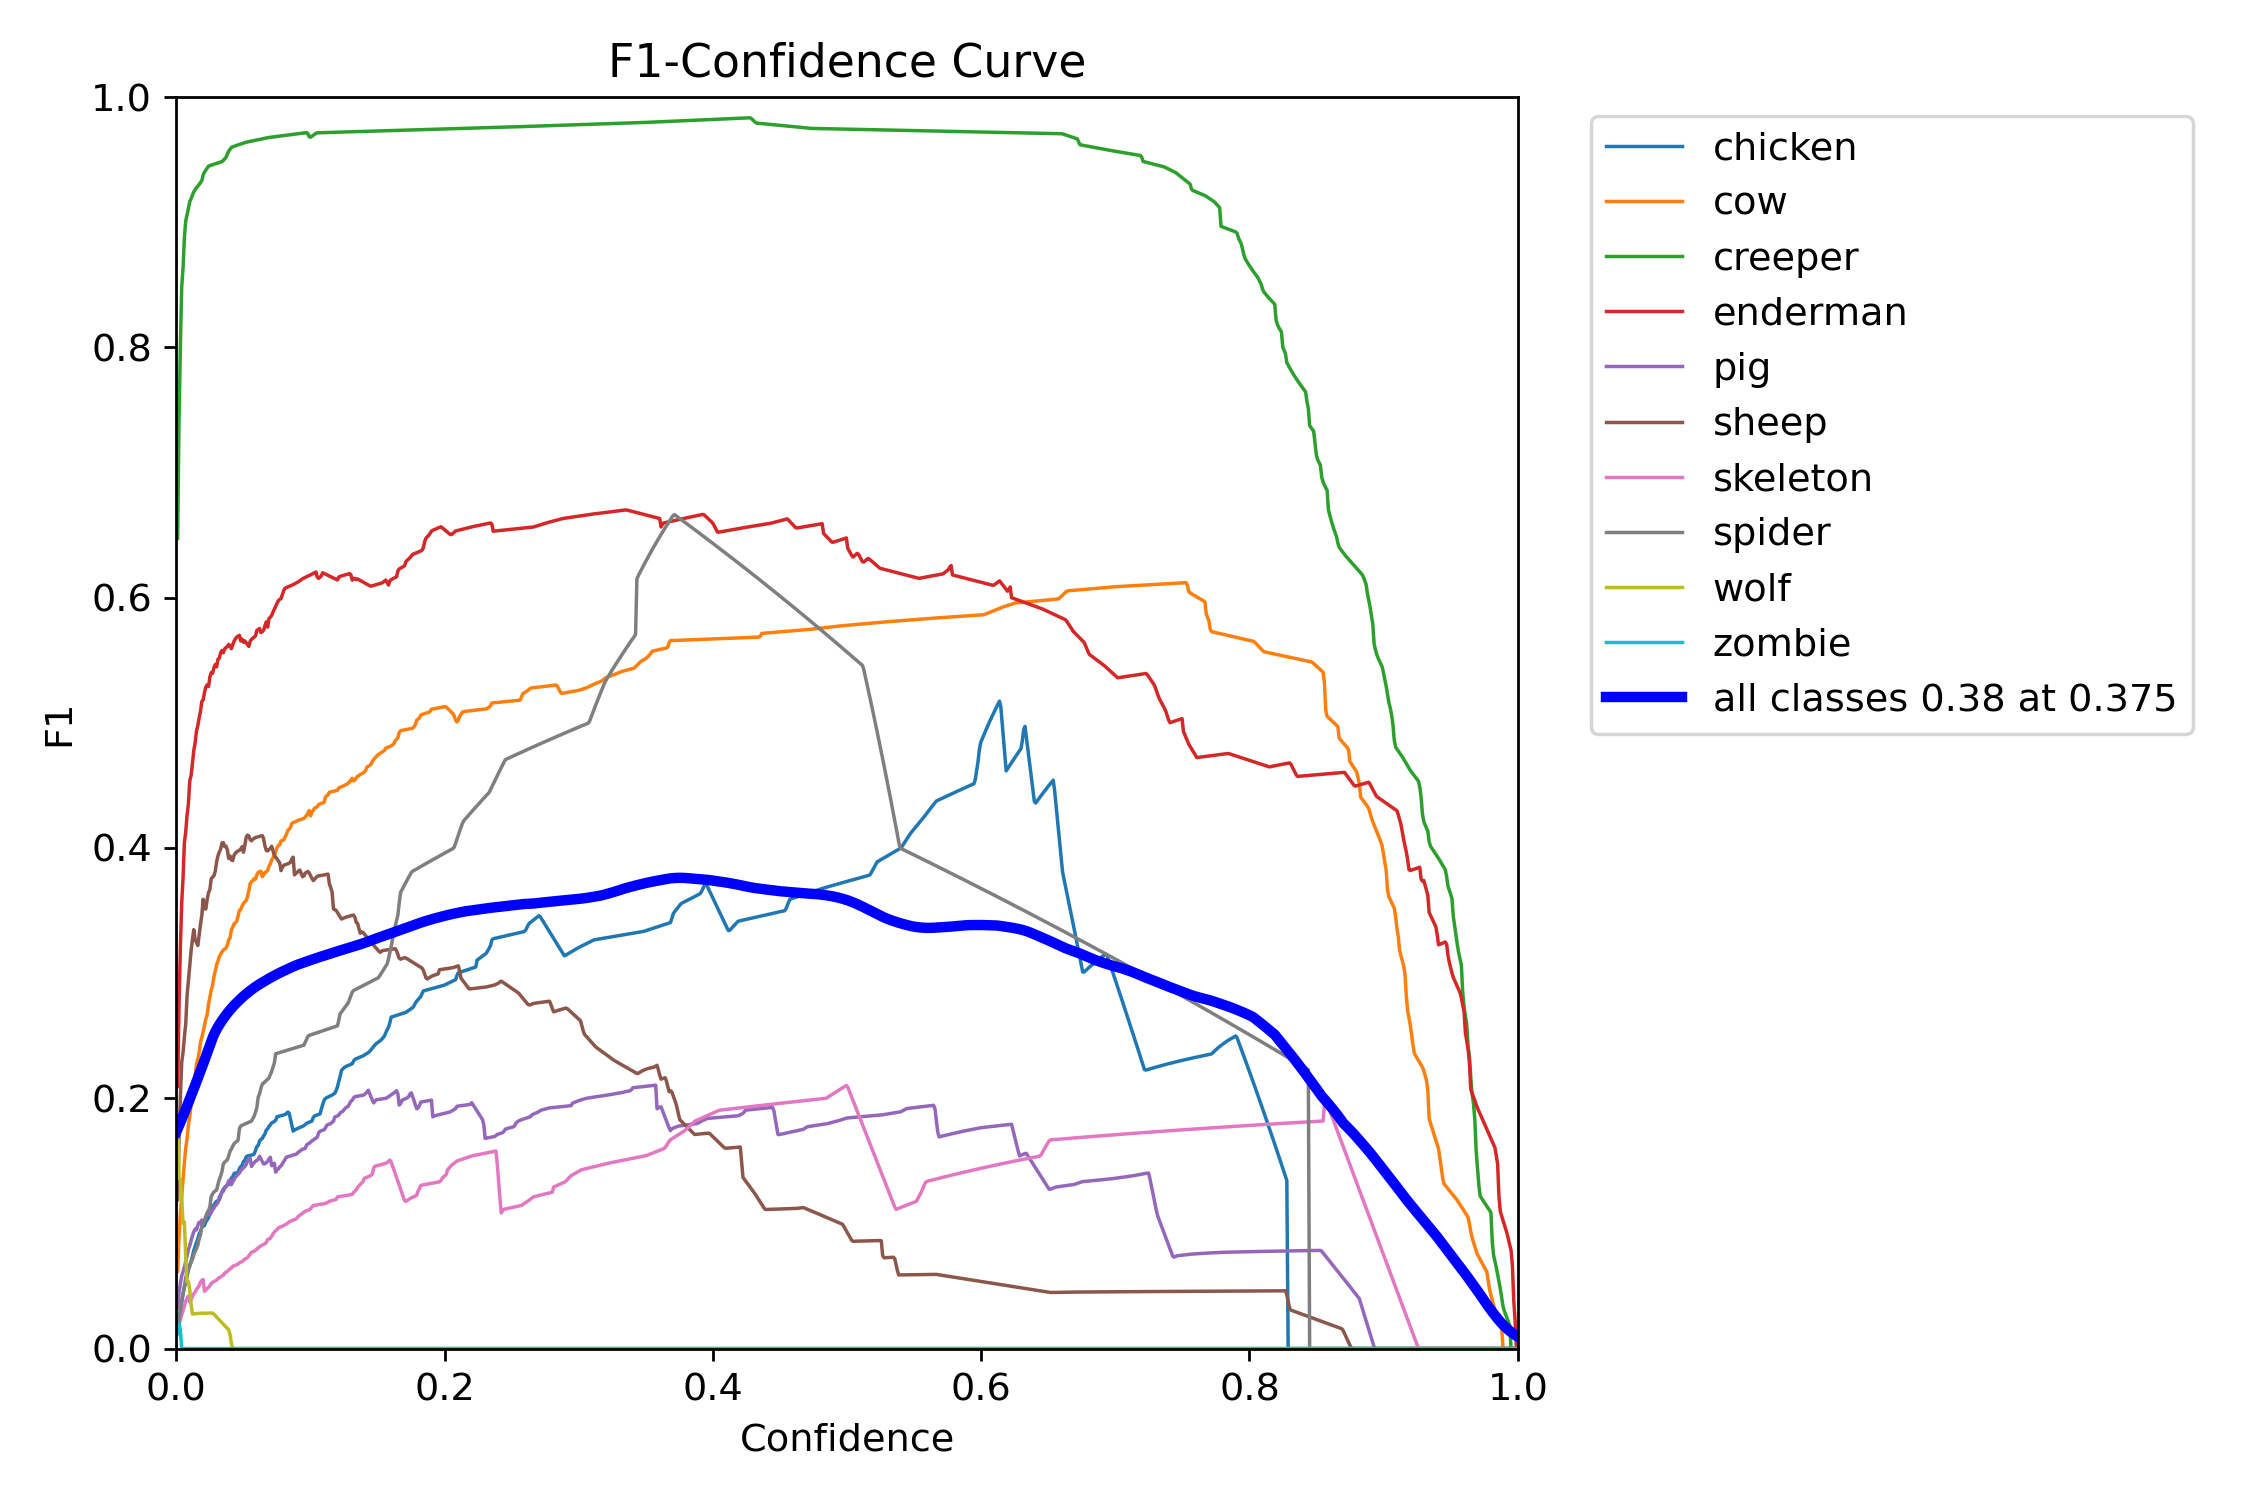 F1-Confidence Curve
1.0
0.8
0.6
0.4
0.2
0.0
F1
0.0 0.2 0.4 0.6 0.8 1.0
Confidence
chicken
cow
creeper
enderman
pig
sheep
skeleton
spider
wolf
zombie
all classes 0.38 at 0.375